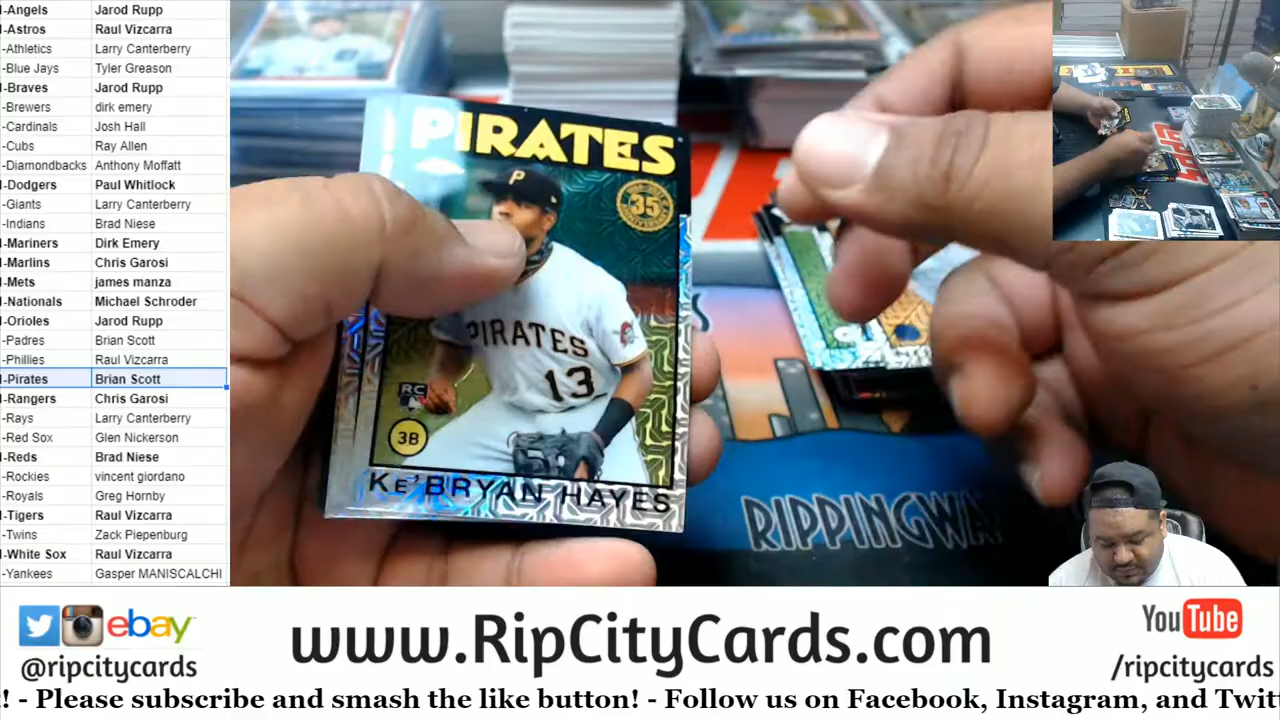 -Angels Jarod Rupp
-Astros Raul Vizcarra
-Athletics Larry Canterberry
-Blue Jays Tyler Greason
-Braves Jarod Rupp
-Brewers dirk emery
-Cardinals Josh Hall
-Cubs Ray Allen
-Diamondbacks Anthony Moffatt
-Dodgers Paul Whitlock
-Giants Larry Canterberry
-Indians Brad Niese
-Mariners Dirk Emery
-Marlins Chris Garosi
-Mets james manza
-Nationals Michael Schroder
-Orioles Jarod Rupp
-Padres Brian Scott
-Phillies Raul Vizcarra
-Pirates Brian Scott
-Rangers Chris Garosi
-Rays Larry Canterberry
-Red Sox Glen Nickerson
-Reds Brad Niese
-Rockies vincent giordano
-Royals Greg Hornby
-Tigers Raul Vizcarra
-Twins Zack Piepenburg
-White Sox Raul Vizcarra
-Yankees Gasper MANISCALCHI
PIRATES
P
35
PIRATES
13
RC
3B
KE'BRYAN HAYES
RIPPINGWA
ebay
@ripcitycards
www.RipCityCards.com
YouTube
/ripcitycards
! - Please subscribe and smash the like button! - Follow us on Facebook, Instagram, and Twit